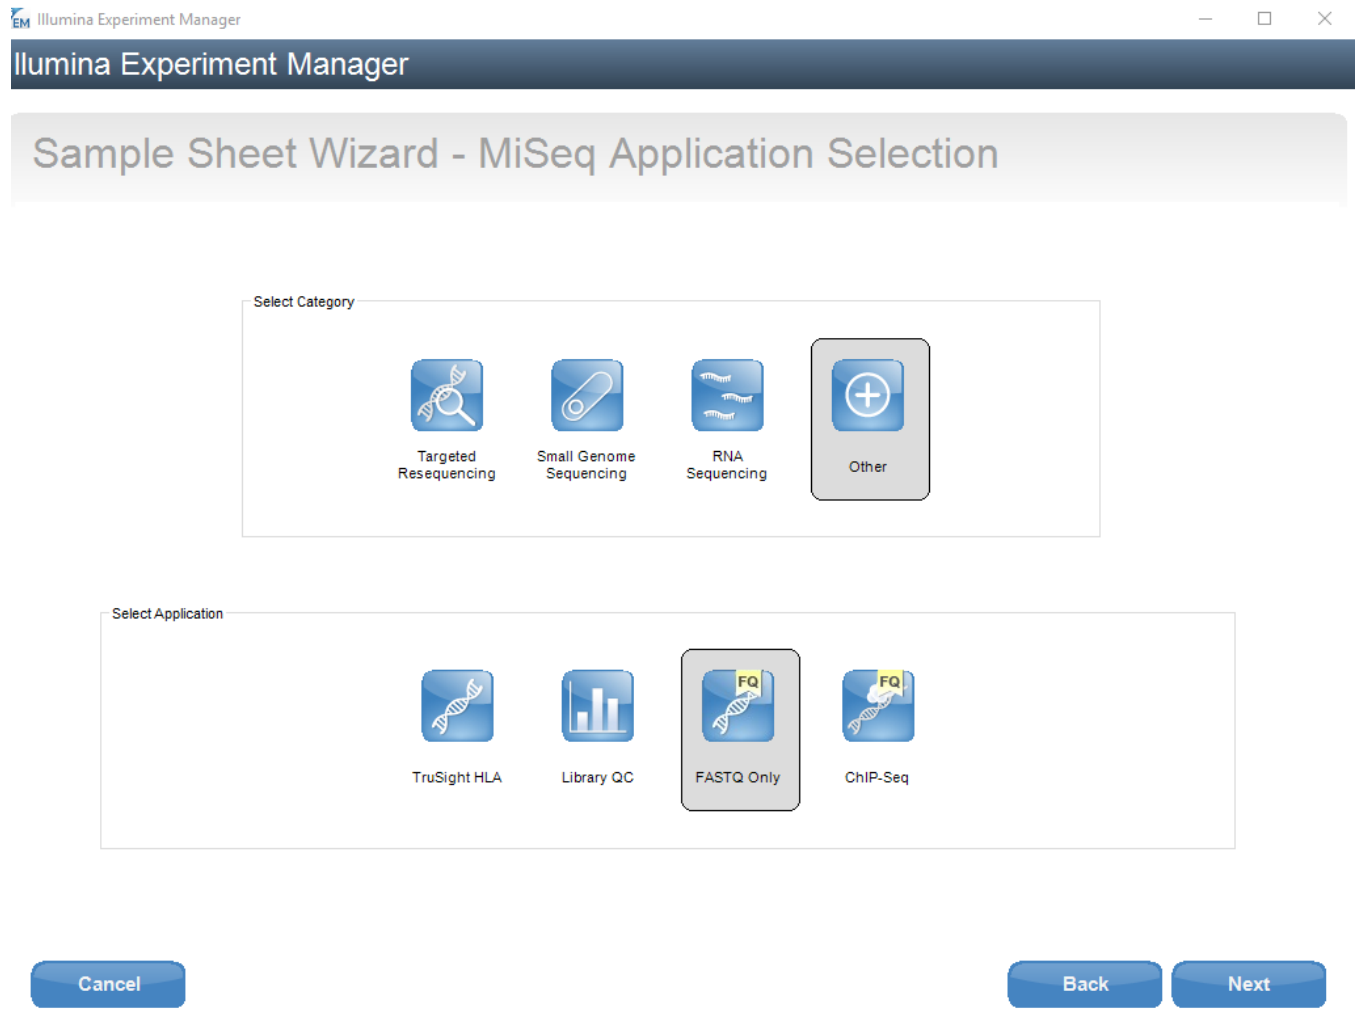 EM Illumina Experiment Manager
Ilumina Experiment Manager
Sample Sheet Wizard - MiSeq Application Selection
Select Category
Targeted
Resequencing
Small Genome
Sequencing
RNA
Sequencing
Other
Select Application
FQ
FQ
TruSight HLA
Library QC
FASTQ Only
ChIP-Seq
Cancel
Back
Next